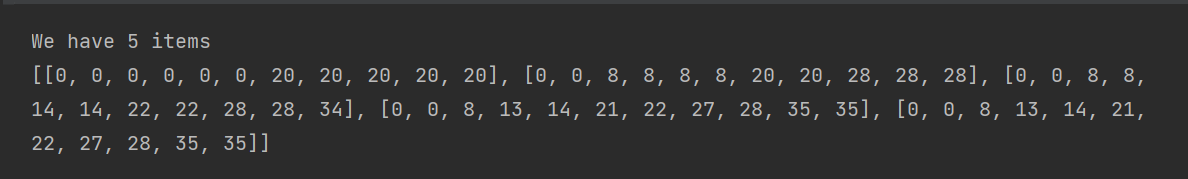 We have 5 items
[[0, 0, 0, 0, 0, 0, 20, 20, 20, 20, 20], [0, 0, 8, 8, 8, 8, 20, 20, 28, 28, 28], [0, 0, 8, 8,
14, 14, 22, 22, 28, 28, 34], [0, 0, 8, 13, 14, 21, 22, 27, 28, 35, 35], [0, 0, 8, 13, 14, 21,
22, 27, 28, 35, 35]]